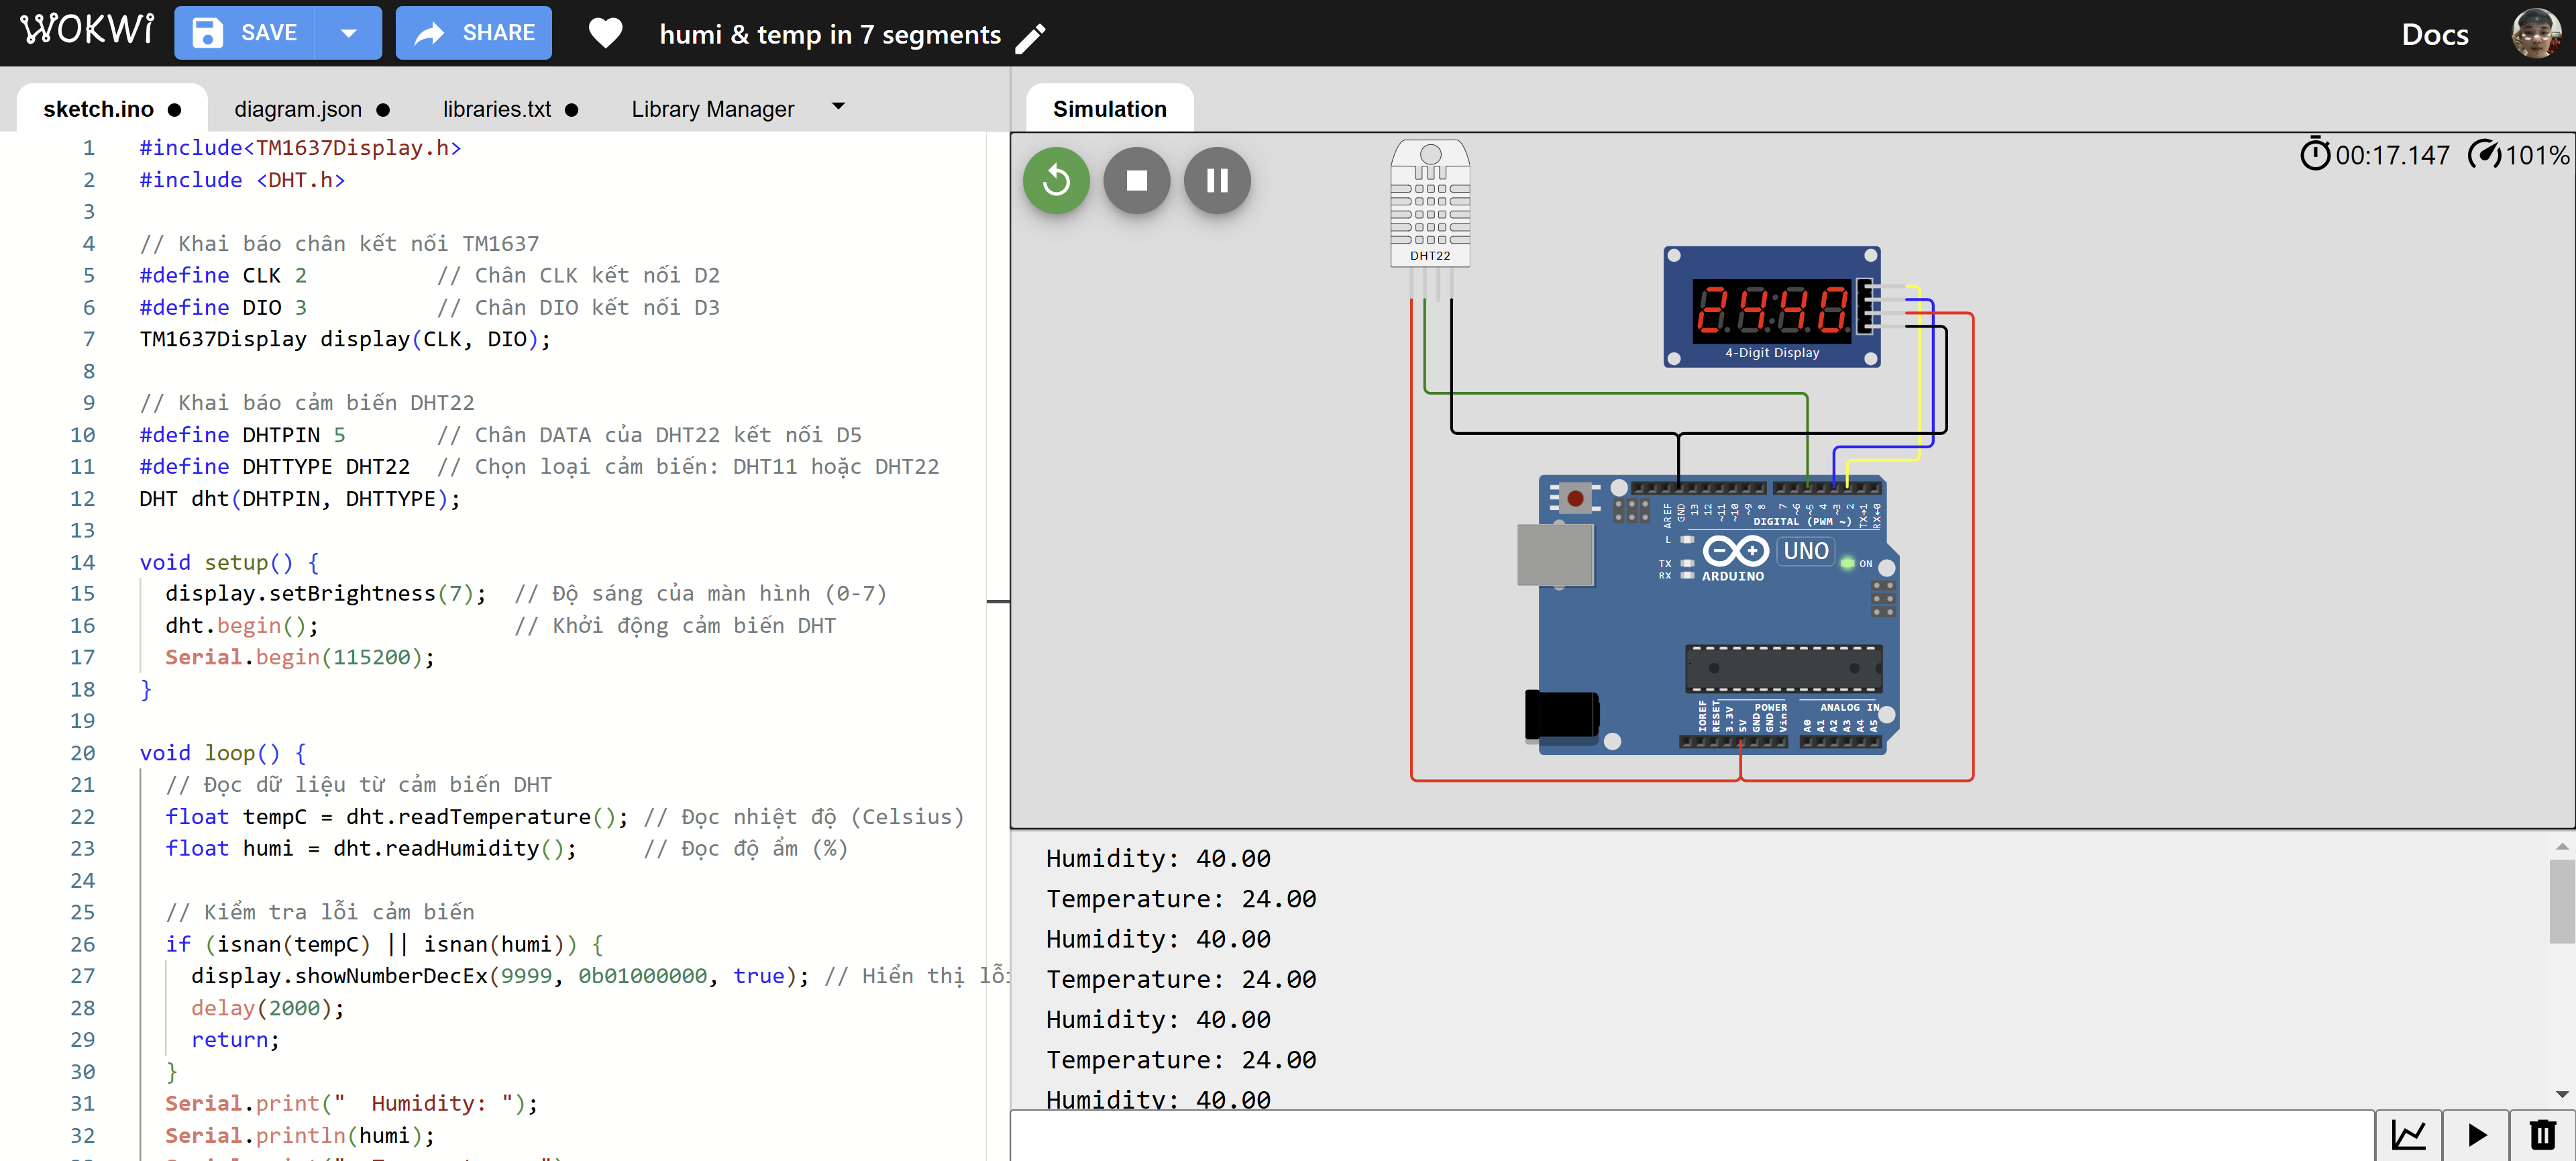 WOKWi
SAVE
SHARE
humi & temp in 7 segments
Docs
sketch.ino ●
diagram.json ●
libraries.txt ●
Library Manager
1 #include<TM1637Display.h>
2 #include <DHT.h>
3
4 // Khai báo chân kết nối TM1637
5 #define CLK 2 // Chân CLK kết nối D2
6 #define DIO 3 // Chân DIO kết nối D3
7 TM1637Display display(CLK, DIO);
8
9 // Khai báo cảm biến DHT22
10 #define DHTPIN 5 // Chân DATA của DHT22 kết nối D5
11 #define DHTTYPE DHT22 // Chọn loại cảm biến: DHT11 hoặc DHT22
12 DHT dht(DHTPIN, DHTTYPE);
13
14 void setup() {
15 display.setBrightness(7); // Độ sáng của màn hình (0-7)
16 dht.begin(); // Khởi động cảm biến DHT
17 Serial.begin(115200);
18 }
19
20 void loop() {
21 // Đọc dữ liệu từ cảm biến DHT
22 float tempC = dht.readTemperature(); // Đọc nhiệt độ (Celsius)
23 float humi = dht.readHumidity(); // Đọc độ ẩm (%)
24
25 // Kiểm tra lỗi cảm biến
26 if (isnan(tempC) || isnan(humi)) {
27 display.showNumberDecEx(9999, 0b01000000, true); // Hiển thị lỗi
28 delay(2000);
29 return;
30 }
31 Serial.print("  Humidity: ");
32 Serial.println(humi);
Simulation
00:17.147 101%
DHT22
2440
4-Digit Display
AREF GND 13 12 ~11 ~10 ~9 8 7 ~6 ~5 4 ~3 2 TX→1 RX←0
DIGITAL (PWM ~)
L
TX
RX
UNO
ON
ARDUINO
IOREF RESET 3.3V 5V GND GND Vin
POWER
ANALOG IN
A0 A1 A2 A3 A4 A5
Humidity: 40.00
Temperature: 24.00
Humidity: 40.00
Temperature: 24.00
Humidity: 40.00
Temperature: 24.00
Humidity: 40.00